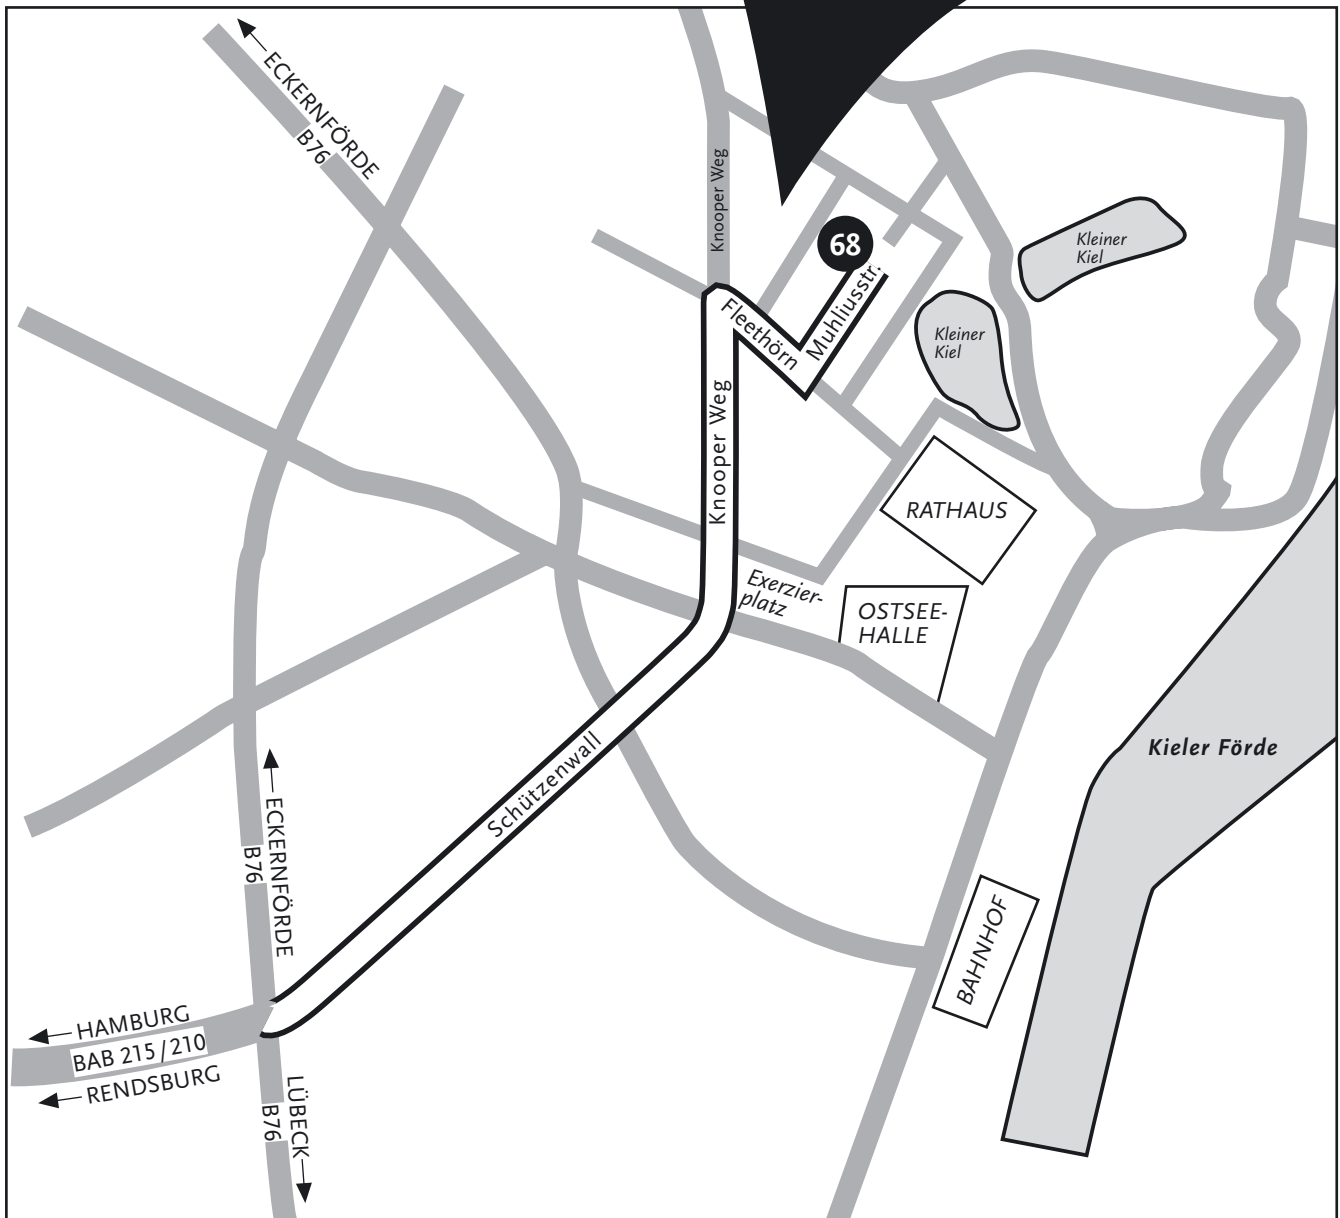 ECKERNFÖRDE
B76
Knooper Weg
68
Kleiner
Kiel
Muhliusstr.
Fleethörn
Kleiner
Kiel
Knooper Weg
RATHAUS
Exerzier-
platz
OSTSEE-
HALLE
Schützenwall
Kieler Förde
ECKERNFÖRDE
B76
BAHNHOF
HAMBURG
BAB 215/210
RENDSBURG
LÜBECK
B76